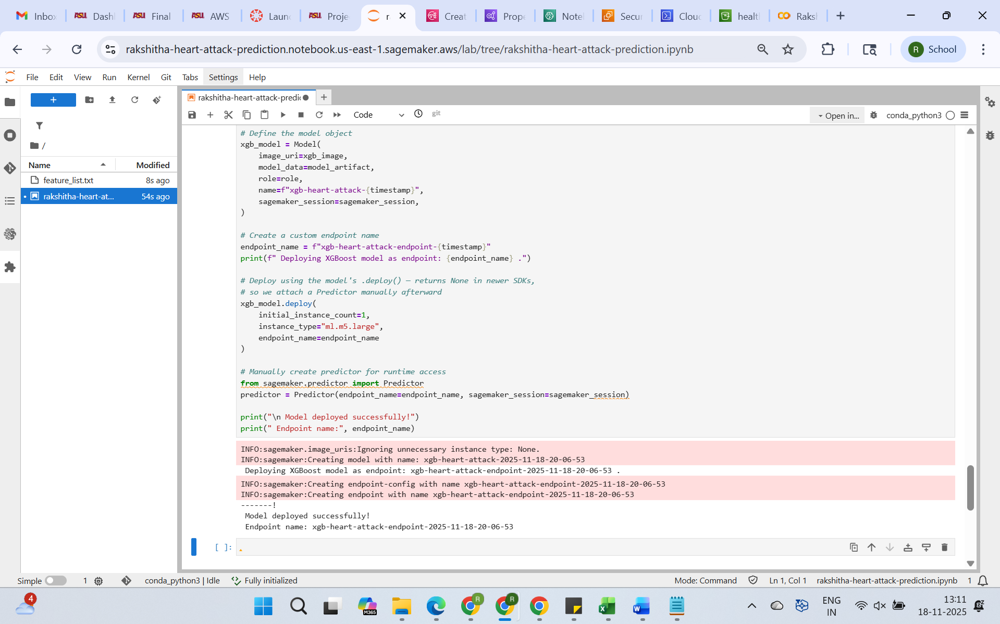 Inbo
Dash
Final
AWS
Laun
Proje
r
Creat
Prope
Note
Secur
Clou
healt
Raks
rakshitha-heart-attack-prediction.notebook.us-east-1.sagemaker.aws/lab/tree/rakshitha-heart-attack-prediction.ipynb
R School
File Edit View Run Kernel Git Tabs Settings Help
rakshitha-heart-attack-predic
Code
git
Open in...
conda_python3
/
Name Modified
feature_list.txt 8s ago
rakshitha-heart-at... 54s ago
# Define the model object
xgb_model = Model(
    image_uri=xgb_image,
    model_data=model_artifact,
    role=role,
    name=f"xgb-heart-attack-{timestamp}",
    sagemaker_session=sagemaker_session,
)
# Create a custom endpoint name
endpoint_name = f"xgb-heart-attack-endpoint-{timestamp}"
print(f" Deploying XGBoost model as endpoint: {endpoint_name} .")
# Deploy using the model's .deploy() — returns None in newer SDKs,
# so we attach a Predictor manually afterward
xgb_model.deploy(
    initial_instance_count=1,
    instance_type="ml.m5.large",
    endpoint_name=endpoint_name
)
# Manually create predictor for runtime access
from sagemaker.predictor import Predictor
predictor = Predictor(endpoint_name=endpoint_name, sagemaker_session=sagemaker_session)
print("\n Model deployed successfully!")
print(" Endpoint name:", endpoint_name)
INFO:sagemaker.image_uris:Ignoring unnecessary instance type: None.
INFO:sagemaker:Creating model with name: xgb-heart-attack-2025-11-18-20-06-53
 Deploying XGBoost model as endpoint: xgb-heart-attack-endpoint-2025-11-18-20-06-53 .
INFO:sagemaker:Creating endpoint-config with name xgb-heart-attack-endpoint-2025-11-18-20-06-53
INFO:sagemaker:Creating endpoint with name xgb-heart-attack-endpoint-2025-11-18-20-06-53
-------!
 Model deployed successfully!
 Endpoint name: xgb-heart-attack-endpoint-2025-11-18-20-06-53
[ ]:
Simple 1 conda_python3 | Idle Fully initialized Mode: Command Ln 1, Col 1 rakshitha-heart-attack-prediction.ipynb 1
4
M365
R
R
ENG
IN
13:11
18-11-2025